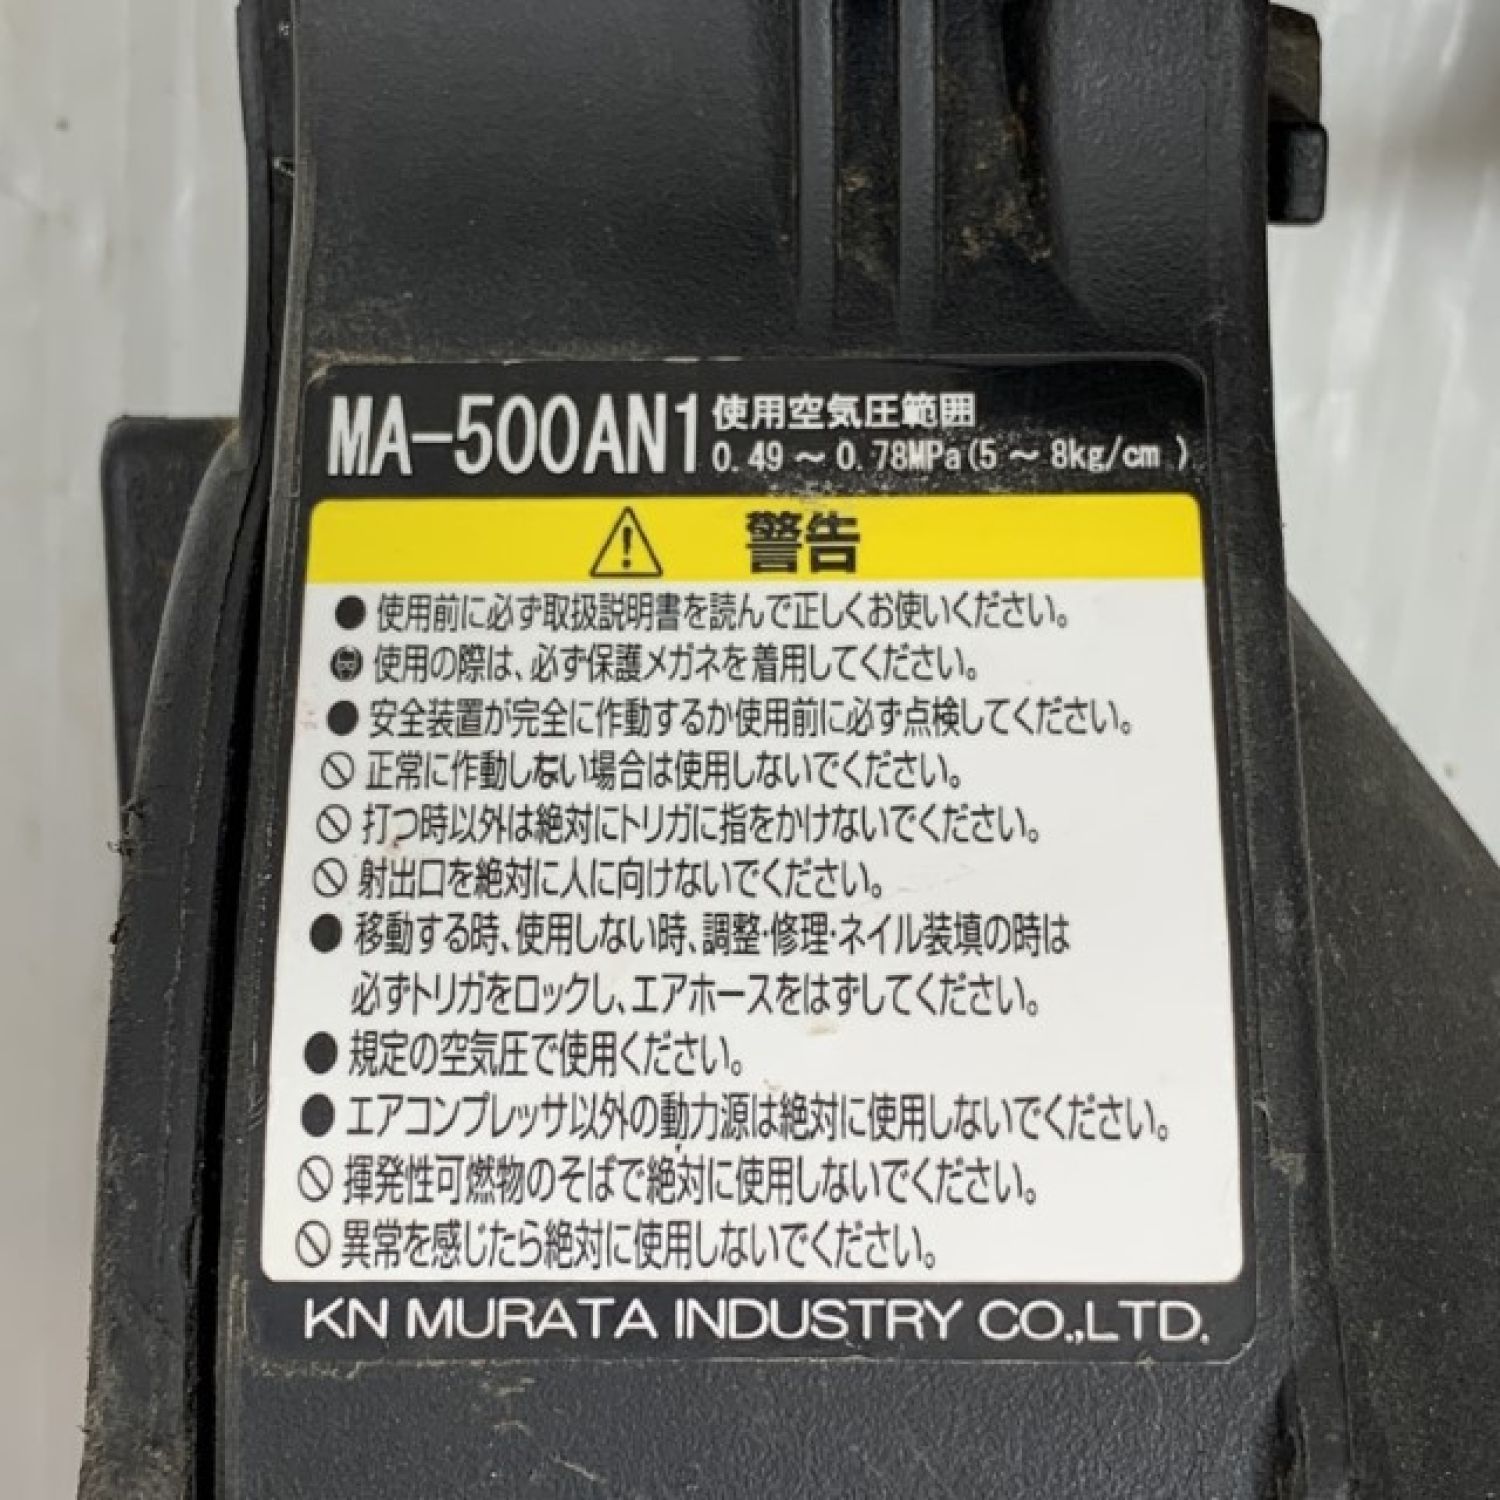 MA-500AN1 使用空気圧範囲
0.49 ～ 0.78MPa(5 ～ 8kg/cm )
警告
● 使用前に必ず取扱説明書を読んで正しくお使いください。
使用の際は、必ず保護メガネを着用してください。
● 安全装置が完全に作動するか使用前に必ず点検してください。
正常に作動しない場合は使用しないでください。
打つ時以外は絶対にトリガに指をかけないでください。
射出口を絶対に人に向けないでください。
● 移動する時、使用しない時、調整・修理・ネイル装填の時は
必ずトリガをロックし、エアホースをはずしてください。
● 規定の空気圧で使用ください。
● エアコンプレッサ以外の動力源は絶対に使用しないでください。
揮発性可燃物のそばで絶対に使用しないでください。
異常を感じたら絶対に使用しないでください。
KN MURATA INDUSTRY CO.,LTD.